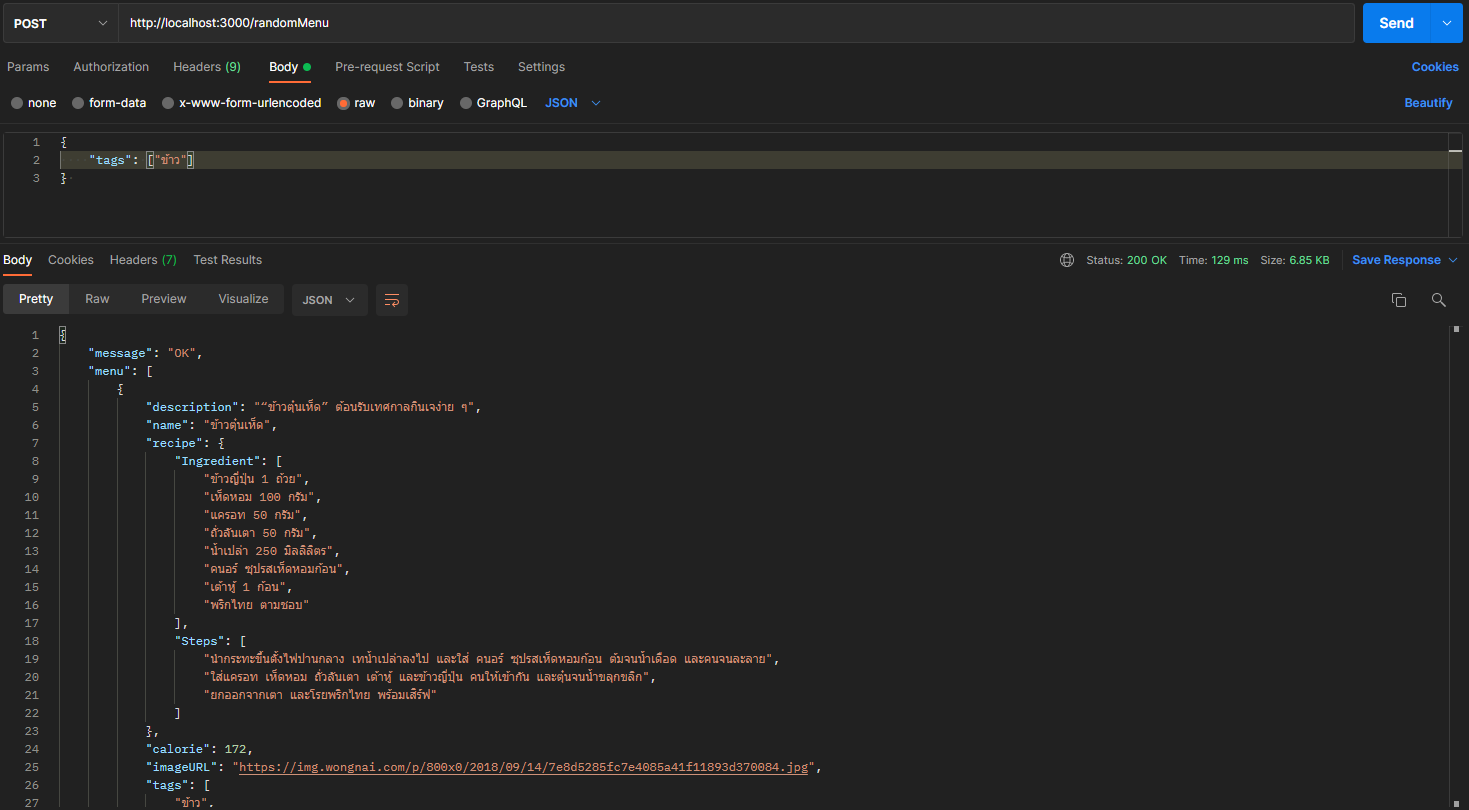 POST http://localhost:3000/randomMenu Send
Params Authorization Headers (9) Body Pre-request Script Tests Settings Cookies
none form-data x-www-form-urlencoded raw binary GraphQL JSON Beautify
1 {
2 "tags": ["ข้าว"]
3 }
Body Cookies Headers (7) Test Results Status: 200 OK Time: 129 ms Size: 6.85 KB Save Response
Pretty Raw Preview Visualize JSON
1 {
2 "message": "OK",
3 "menu": [
4 {
5 "description": "“ข้าวตุ๋นเห็ด” ต้อนรับเทศกาลกินเจง่าย ๆ",
6 "name": "ข้าวตุ๋นเห็ด",
7 "recipe": {
8 "Ingredient": [
9 "ข้าวญี่ปุ่น 1 ถ้วย",
10 "เห็ดหอม 100 กรัม",
11 "แครอท 50 กรัม",
12 "ถั่วลันเตา 50 กรัม",
13 "น้ำเปล่า 250 มิลลิลิตร",
14 "คนอร์ ซุปรสเห็ดหอมก้อน",
15 "เต้าหู้ 1 ก้อน",
16 "พริกไทย ตามชอบ"
17 ],
18 "Steps": [
19 "นำกระทะขึ้นตั้งไฟปานกลาง เทน้ำเปล่าลงไป และใส่ คนอร์ ซุปรสเห็ดหอมก้อน ต้มจนน้ำเดือด และคนจนละลาย",
20 "ใส่แครอท เห็ดหอม ถั่วลันเตา เต้าหู้ และข้าวญี่ปุ่น คนให้เข้ากัน และตุ๋นจนน้ำขลุกขลิก",
21 "ยกออกจากเตา และโรยพริกไทย พร้อมเสิร์ฟ"
22 ]
23 },
24 "calorie": 172,
25 "imageURL": "https://img.wongnai.com/p/800x0/2018/09/14/7e8d5285fc7e4085a41f11893d370084.jpg",
26 "tags": [
27 "ข้าว",